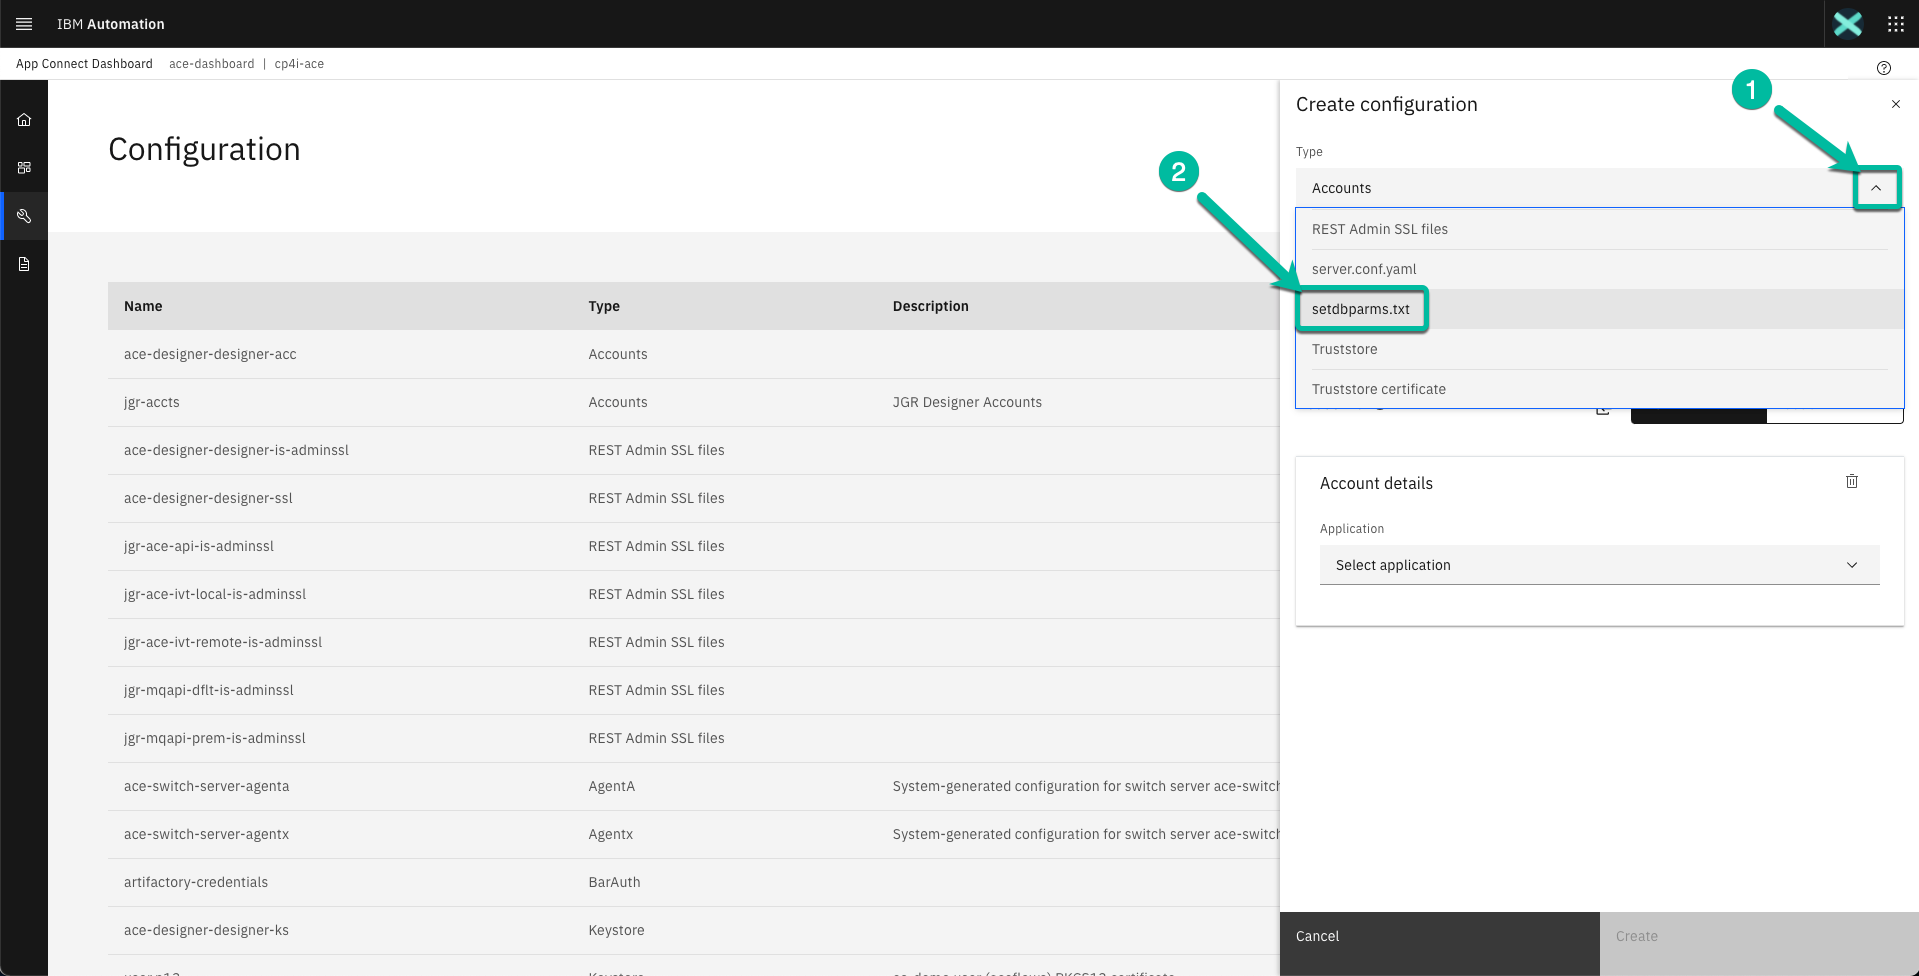 IBM Automation
App Connect Dashboard ace-dashboard | cp4i-ace
Configuration
Name Type Description
ace-designer-designer-acc Accounts
jgr-accts Accounts JGR Designer Accounts
ace-designer-designer-is-adminssl REST Admin SSL files
ace-designer-designer-ssl REST Admin SSL files
jgr-ace-api-is-adminssl REST Admin SSL files
jgr-ace-ivt-local-is-adminssl REST Admin SSL files
jgr-ace-ivt-remote-is-adminssl REST Admin SSL files
jgr-mqapi-dflt-is-adminssl REST Admin SSL files
jgr-mqapi-prem-is-adminssl REST Admin SSL files
ace-switch-server-agenta AgentA System-generated configuration for switch server ace-switch
ace-switch-server-agentx Agentx System-generated configuration for switch server ace-switch
artifactory-credentials BarAuth
ace-designer-designer-ks Keystore
Create configuration
1
Type
Accounts
2
REST Admin SSL files
server.conf.yaml
setdbparms.txt
Truststore
Truststore certificate
Account details
Application
Select application
Cancel
Create